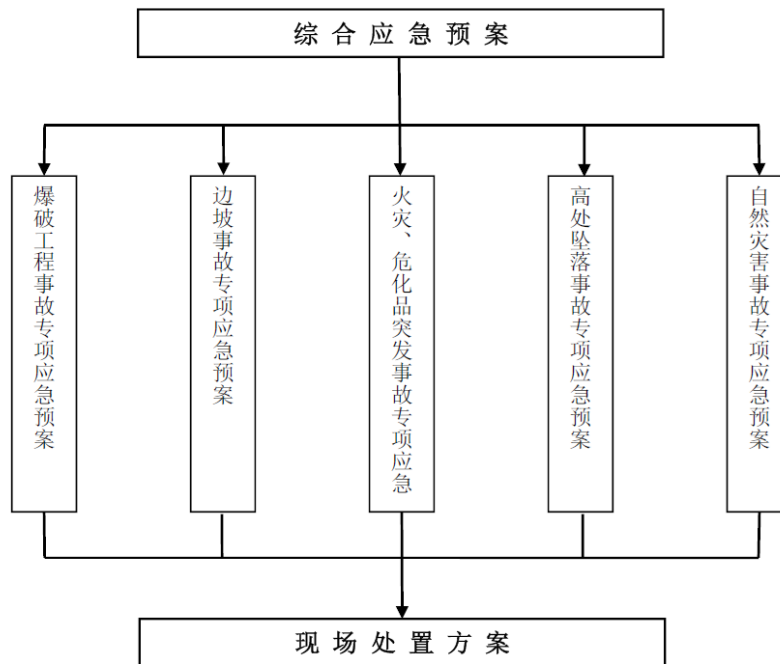 综合应急预案
爆破工程事故专项应急预案
边坡事故专项应急预案
火灾、危化品突发事故专项应急
高处坠落事故专项应急预案
自然灾害事故专项应急预案
现场处置方案